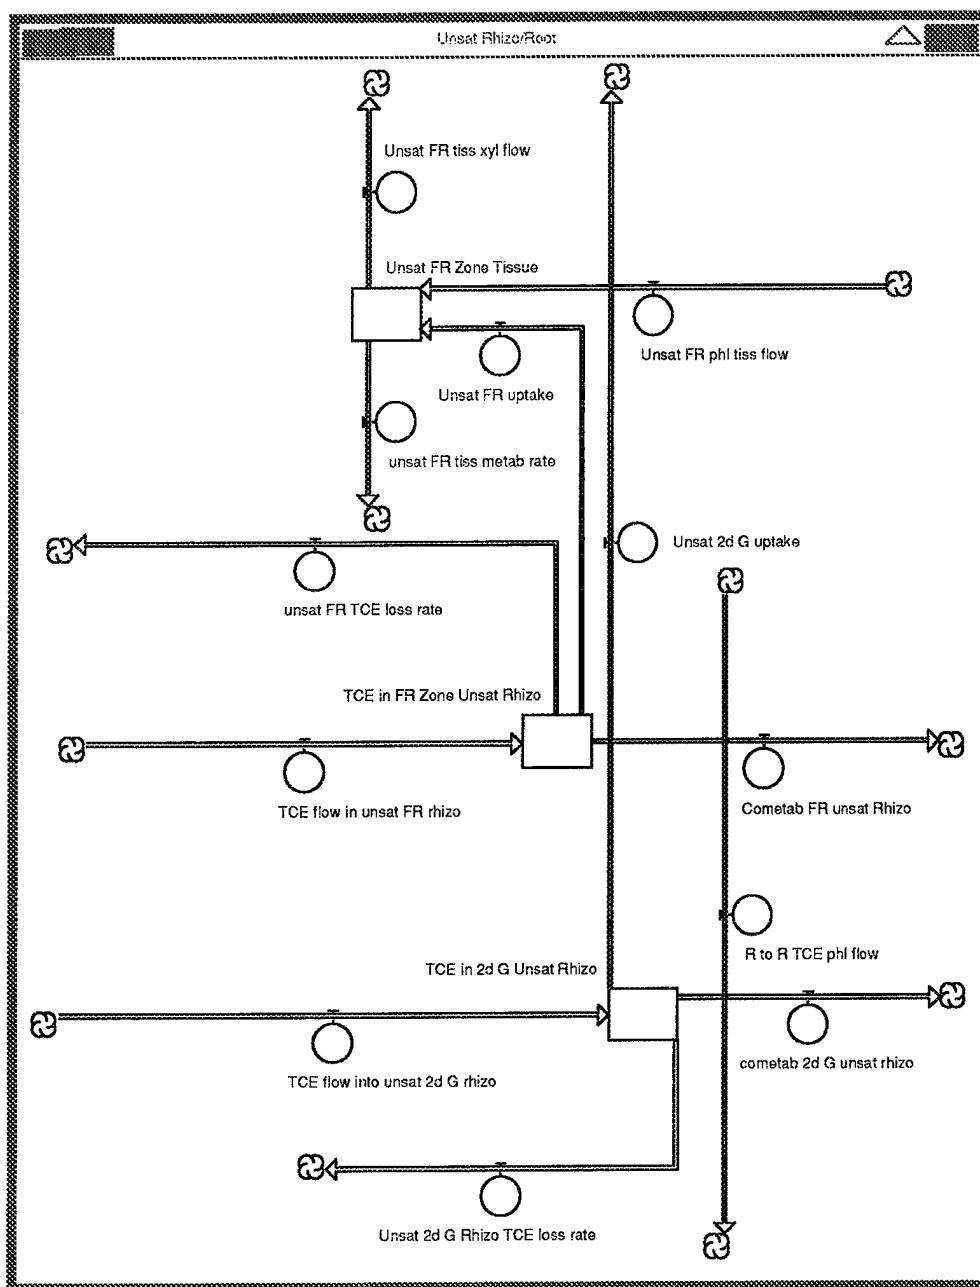 Unsat Rhizo/Root
Unsat FR tiss xyl flow
Unsat FR Zone Tissue
Unsat FR phl tiss flow
Unsat FR uptake
unsat FR tiss metab rate
Unsat 2d G uptake
unsat FR TCE loss rate
TCE in FR Zone Unsat Rhizo
TCE flow in unsat FR rhizo
Cometab FR unsat Rhizo
R to R TCE phl flow
TCE in 2d G Unsat Rhizo
cometab 2d G unsat rhizo
TCE flow into unsat 2d G rhizo
Unsat 2d G Rhizo TCE loss rate